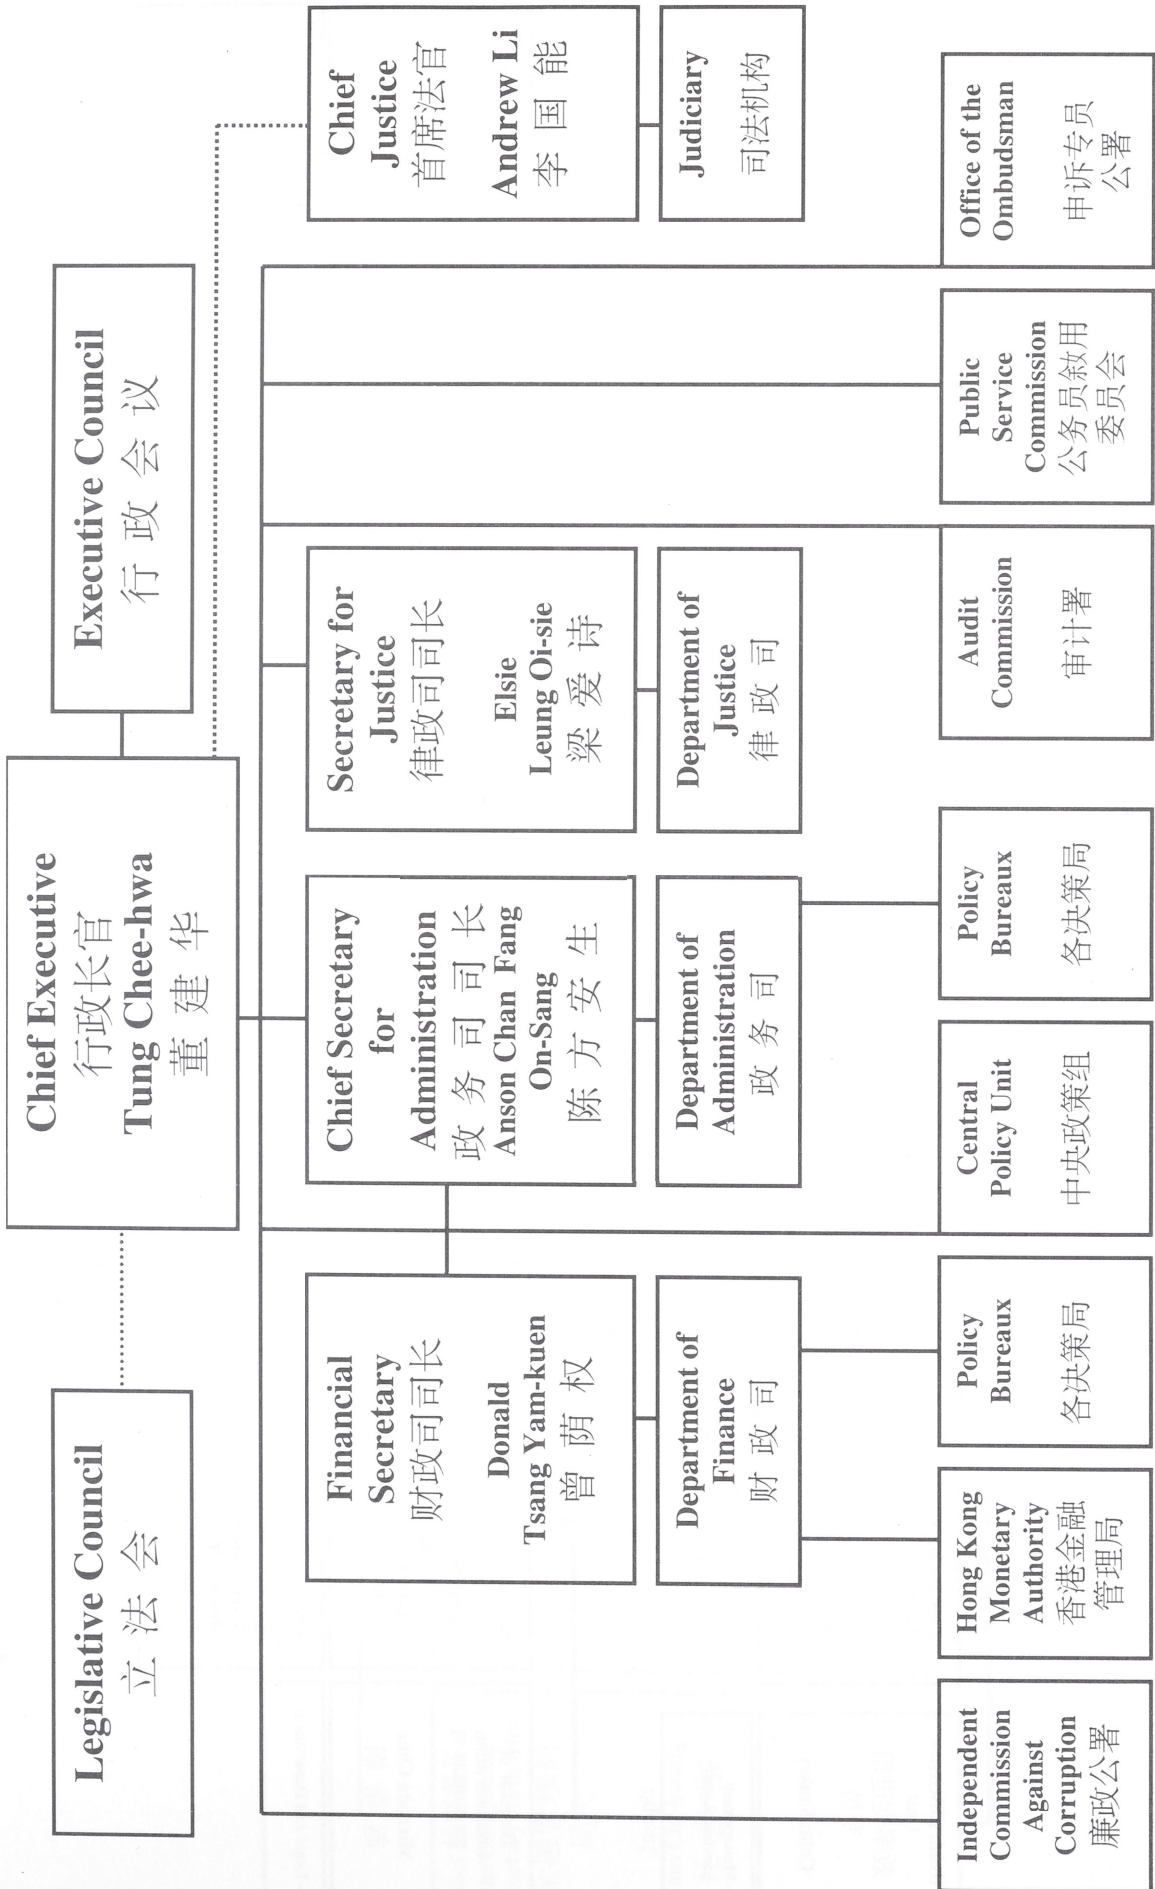 Chief Executive
行政长官
Tung Chee-hwa
董建华
Legislative Council
立法会
Executive Council
行政会议
Financial
Secretary
财政司司长
Donald
Tsang Yam-kuen
曾荫权
Chief Secretary
for
Administration
政务司司长
Anson Chan Fang
On-Sang
陈方安生
Secretary for
Justice
律政司司长
Elsie
Leung Oi-sie
梁爱诗
Chief
Justice
首席法官
Andrew Li
李国能
Department of
Finance
财政司
Department of
Administration
政务司
Department of
Justice
律政司
Judiciary
司法机构
Independent
Commission
Against
Corruption
廉政公署
Hong Kong
Monetary
Authority
香港金融
管理局
Policy
Bureaux
各决策局
Central
Policy Unit
中央政策组
Policy
Bureaux
各决策局
Audit
Commission
审计署
Public
Service
Commission
公务员敘用
委员会
Office of the
Ombudsman
申诉专员
公署